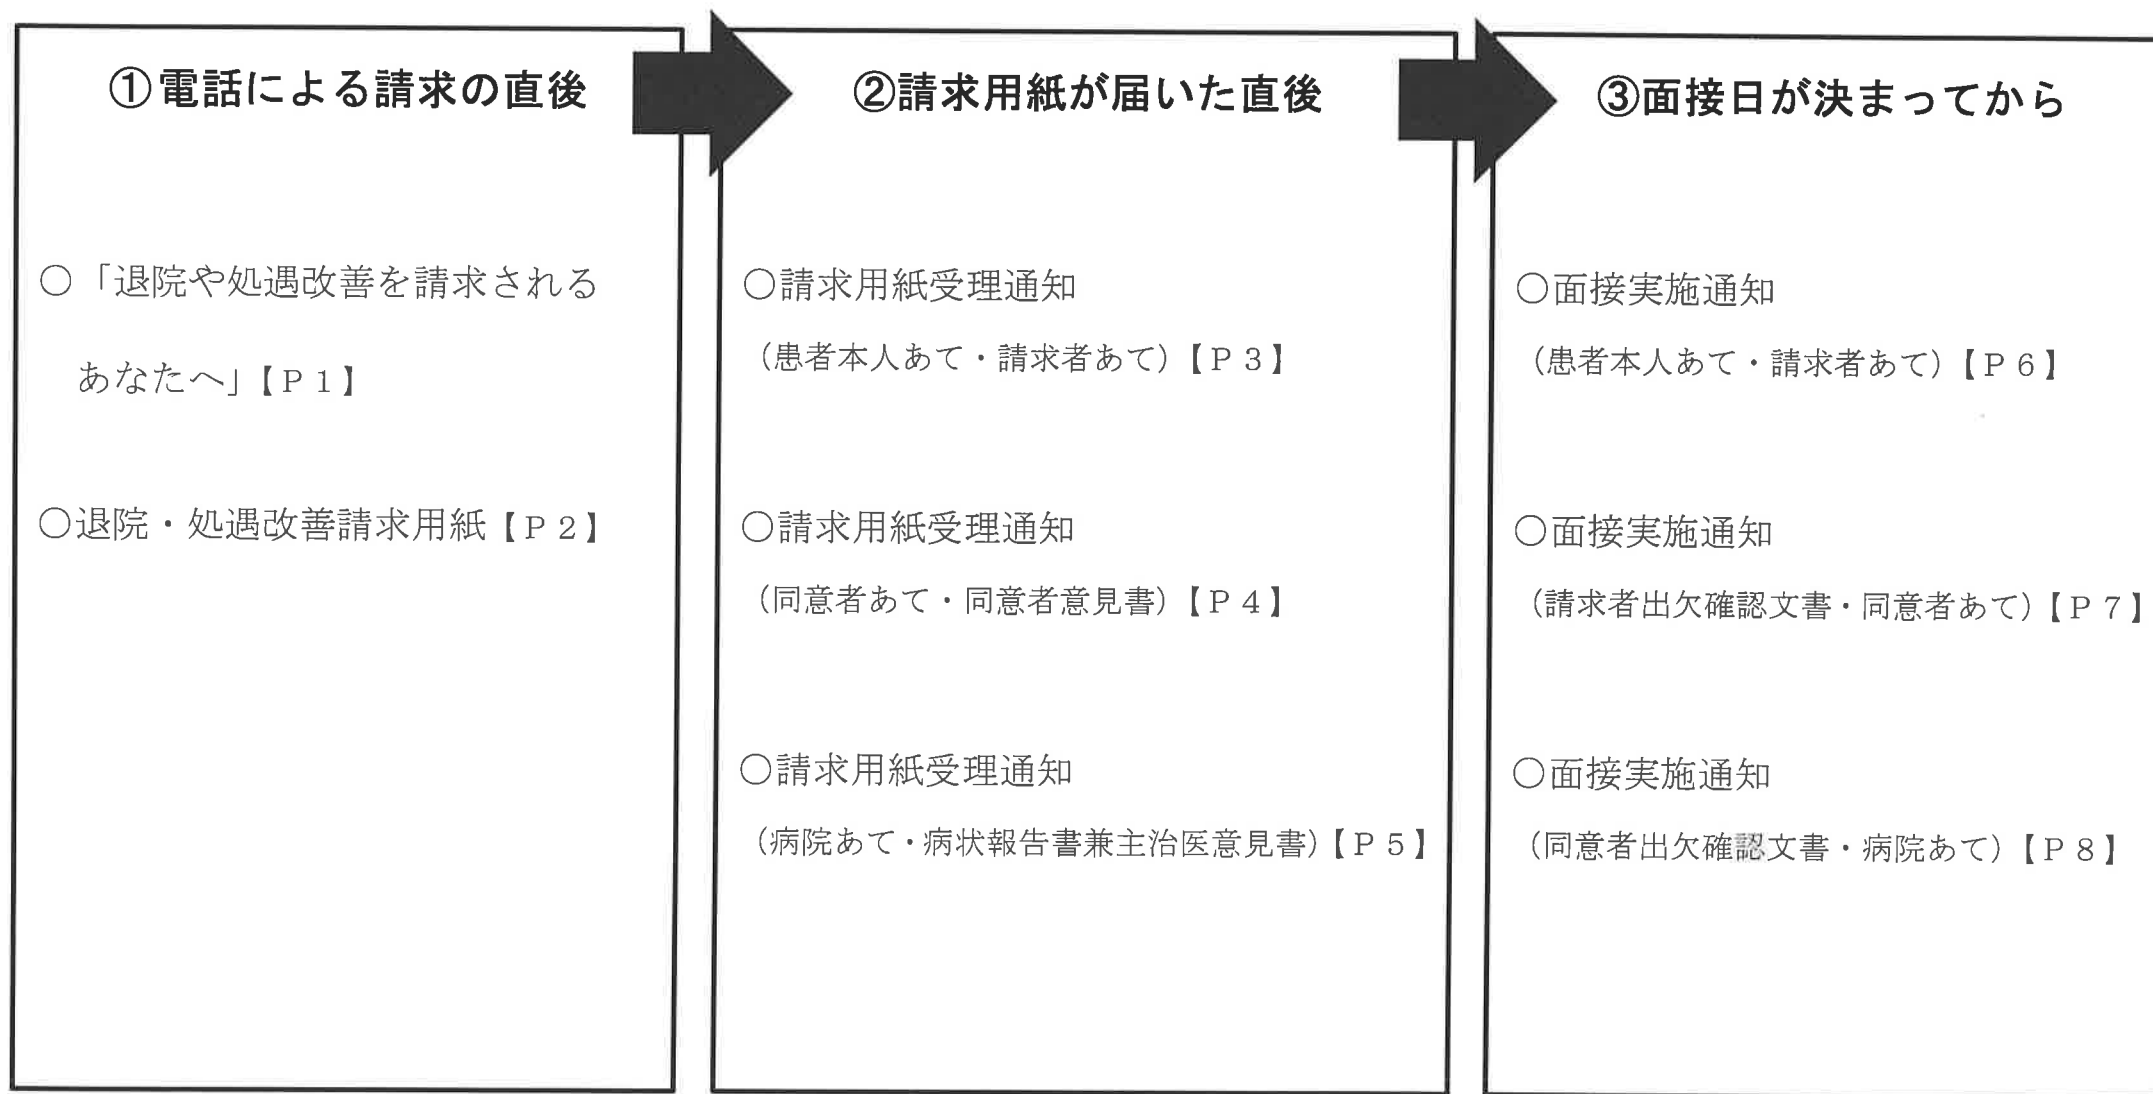 ①電話による請求の直後
○「退院や処遇改善を請求される
あなたへ」【P1】
○退院・処遇改善請求用紙【P2】
②請求用紙が届いた直後
○請求用紙受理通知
(患者本人あて・請求者あて)【P3】
○請求用紙受理通知
(同意者あて・同意者意見書)【P4】
○請求用紙受理通知
(病院あて・病状報告書兼主治医意見書)【P5】
③面接日が決まってから
○面接実施通知
(患者本人あて・請求者あて)【P6】
○面接実施通知
(請求者出欠確認文書・同意者あて)【P7】
○面接実施通知
(同意者出欠確認文書・病院あて)【P8】